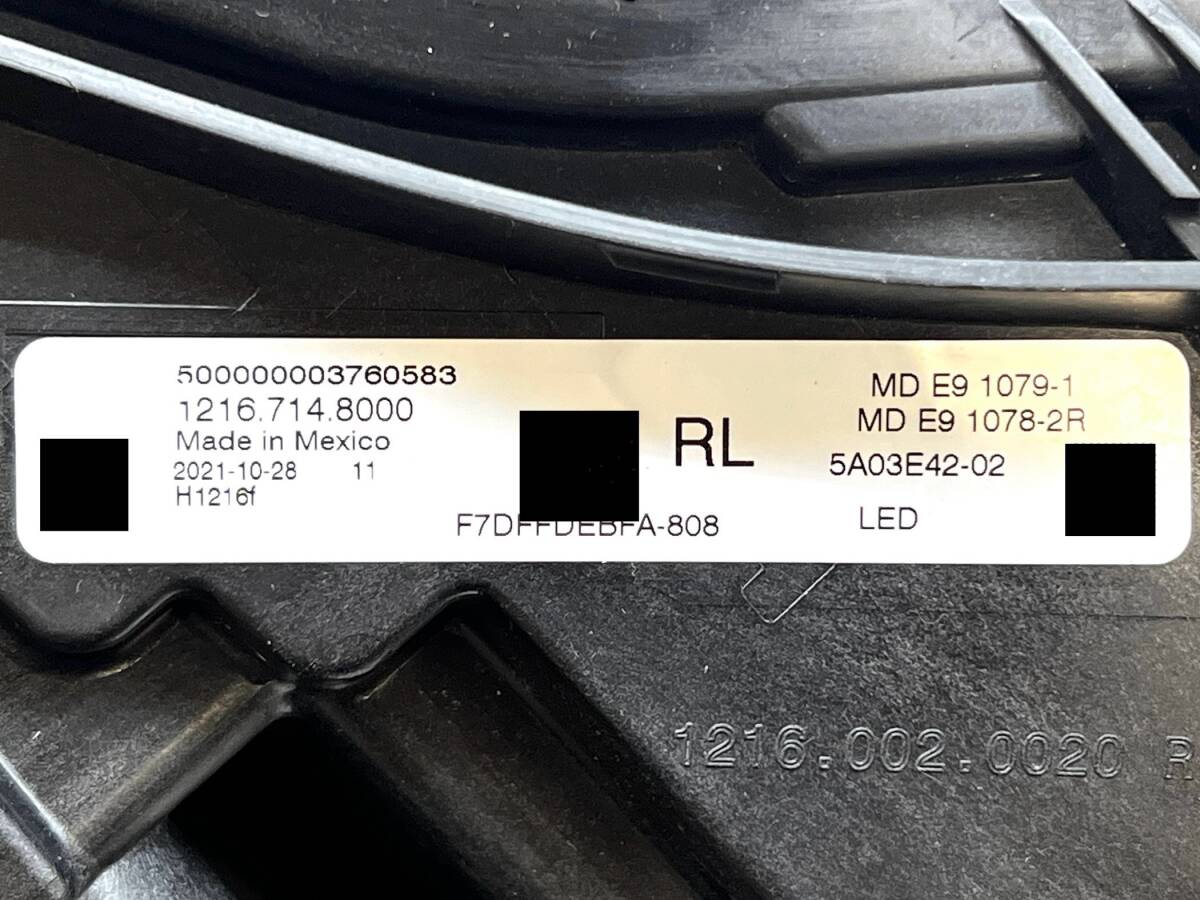 500000003760583
1216.714.8000
Made in Mexico
2021-10-28 11
H1216f
F7DFFDEBFA-808
RL
MD E9 1079-1
MD E9 1078-2R
5A03E42-02
LED
1216.002.0020 R